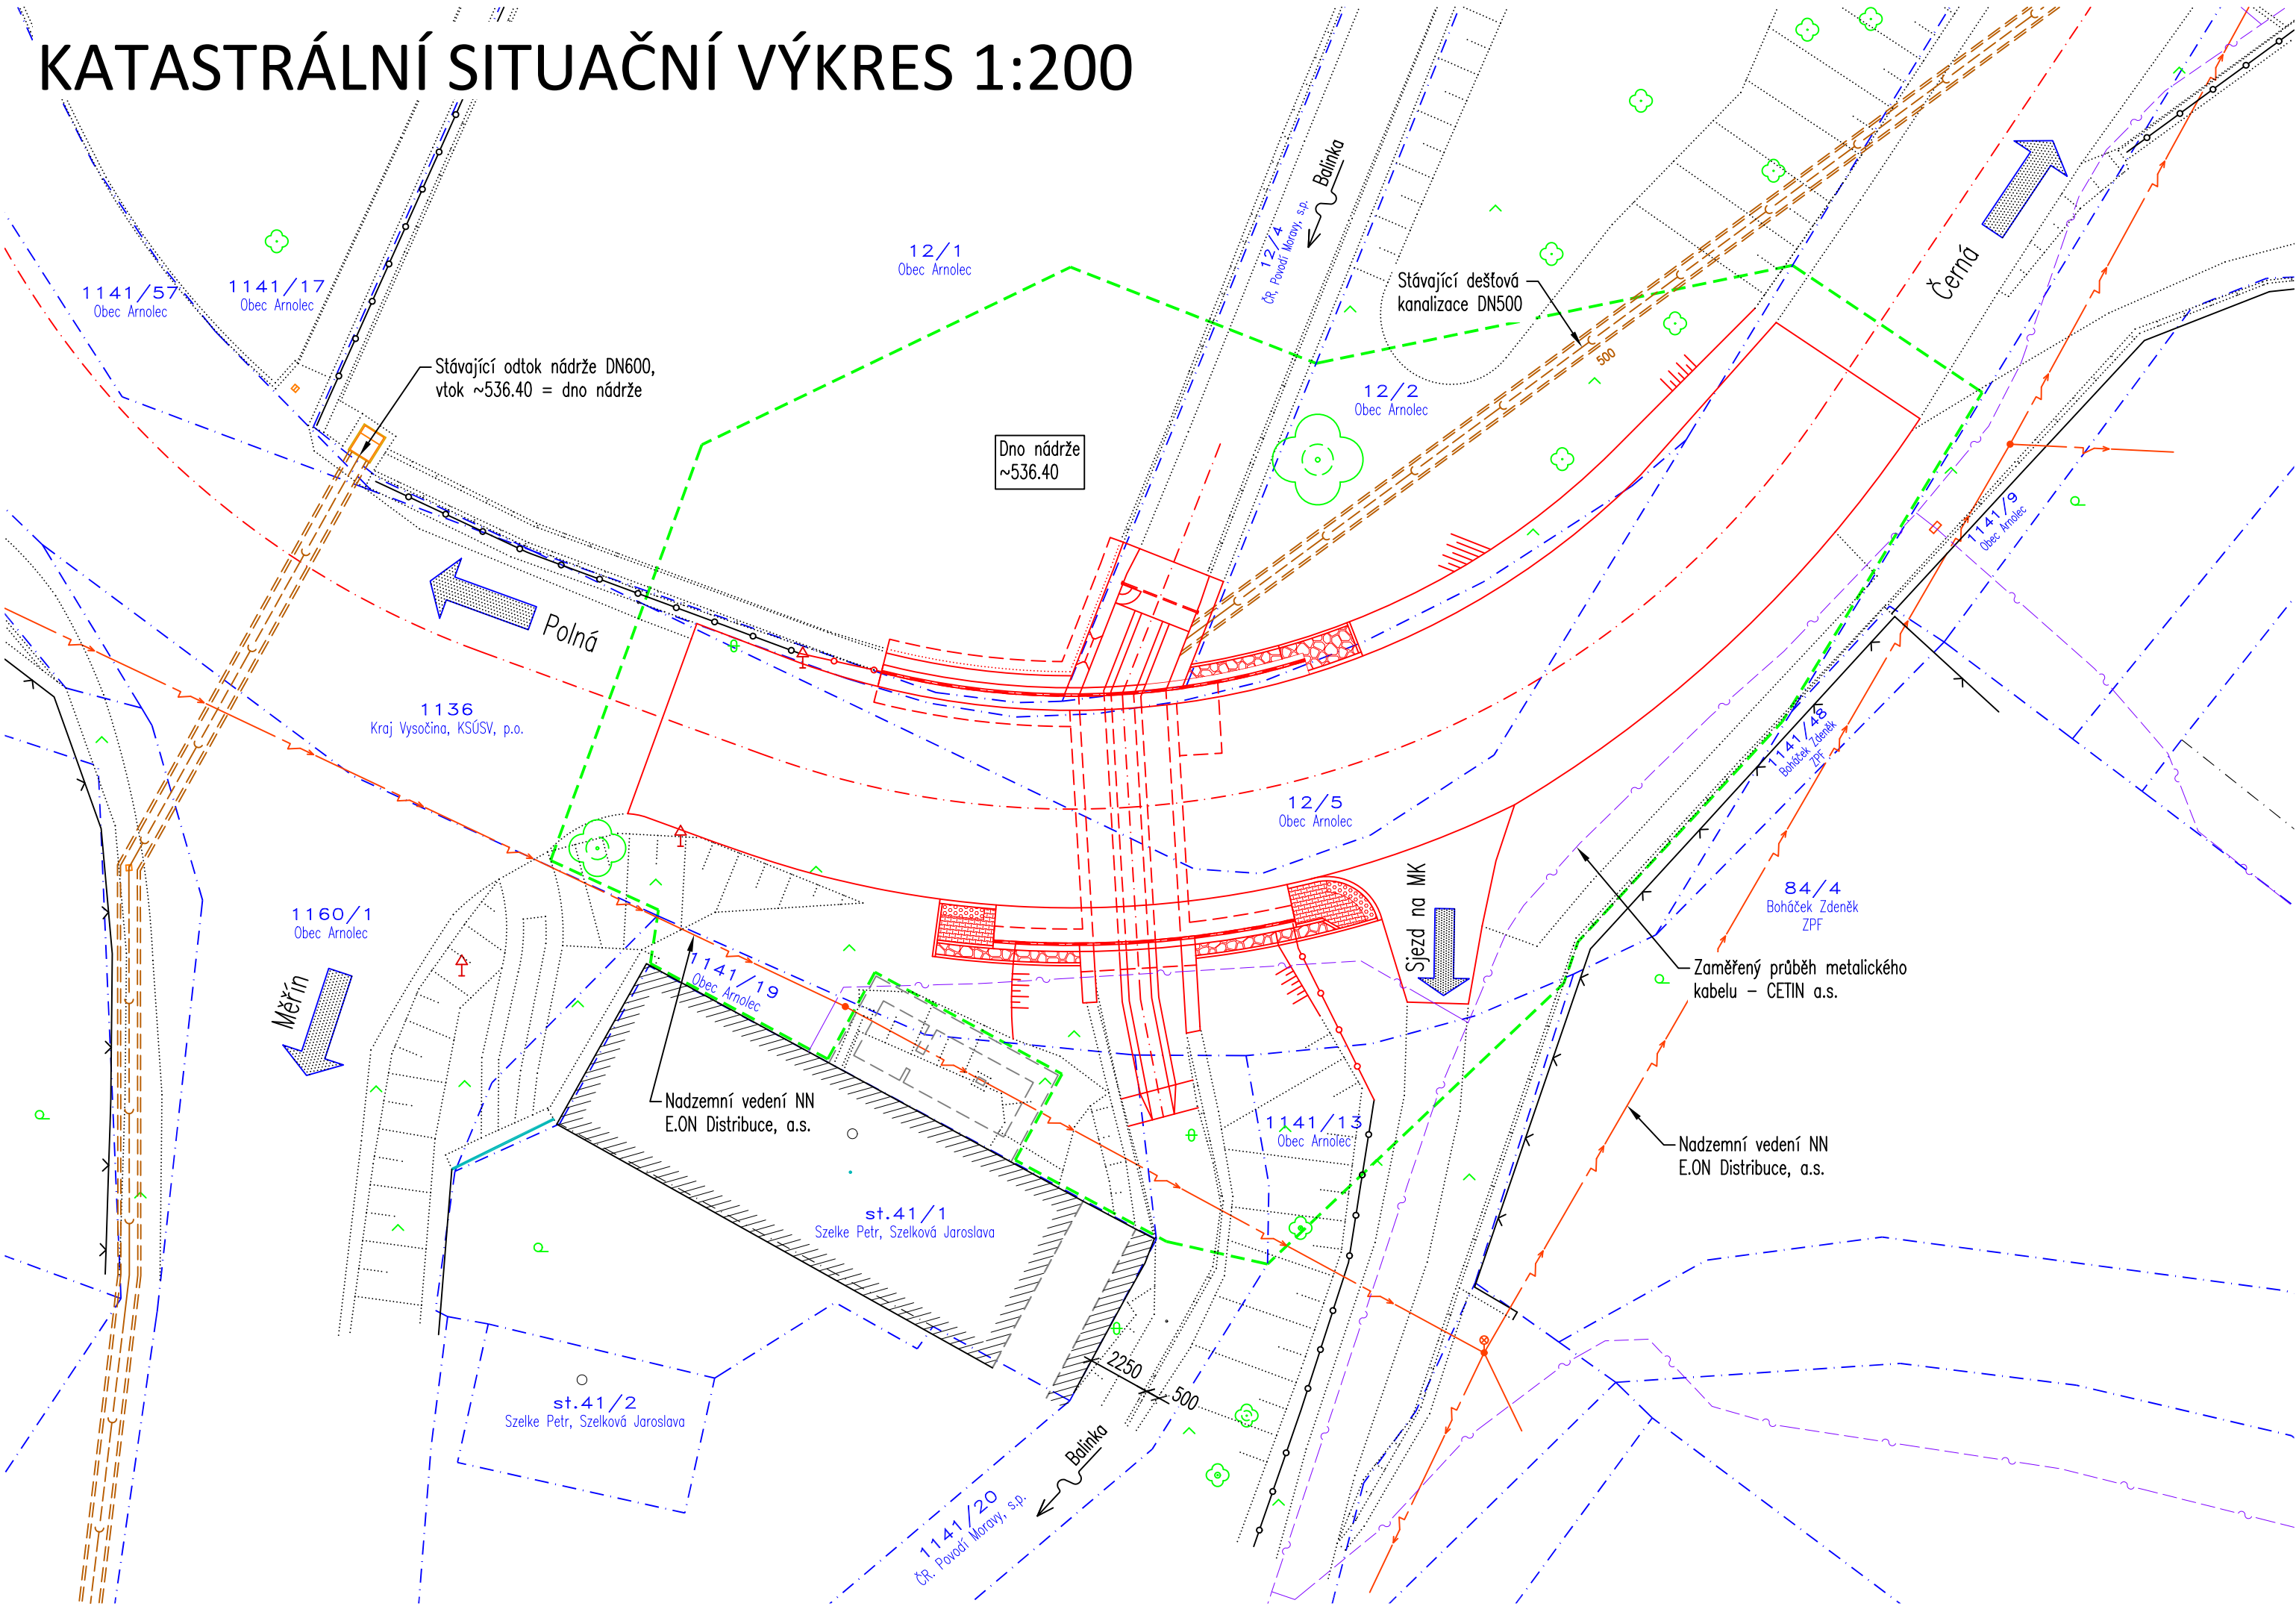 KATASTRÁLNÍ SITUAČNÍ VÝKRES 1:200
Balinka
12/4
ČR, Povodí Moravy, s.p.
12/1
Obec Arnolec
Černá
1141/57
Obec Arnolec
1141/17
Obec Arnolec
Stávající dešťová
kanalizace DN500
500
Stávající odtok nádrže DN600,
vtok ~536.40 = dno nádrže
12/2
Obec Arnolec
Dno nádrže
~536.40
1141/9
Obec Arnolec
Polná
1136
Kraj Vysočina, KSÚSV, p.o.
1141/48
Boháček Zdeněk
ZPF
12/5
Obec Arnolec
84/4
Boháček Zdeněk
ZPF
1160/1
Obec Arnolec
Sjezd na MK
Měřín
1141/19
Obec Arnolec
Zaměřený průběh metalického
kabelu – CETIN a.s.
Nadzemní vedení NN
E.ON Distribuce, a.s.
1141/13
Obec Arnolec
Nadzemní vedení NN
E.ON Distribuce, a.s.
st.41/1
Szelke Petr, Szelková Jaroslava
2250
500
st.41/2
Szelke Petr, Szelková Jaroslava
Balinka
1141/20
ČR. Povodí Moravy, s.p.